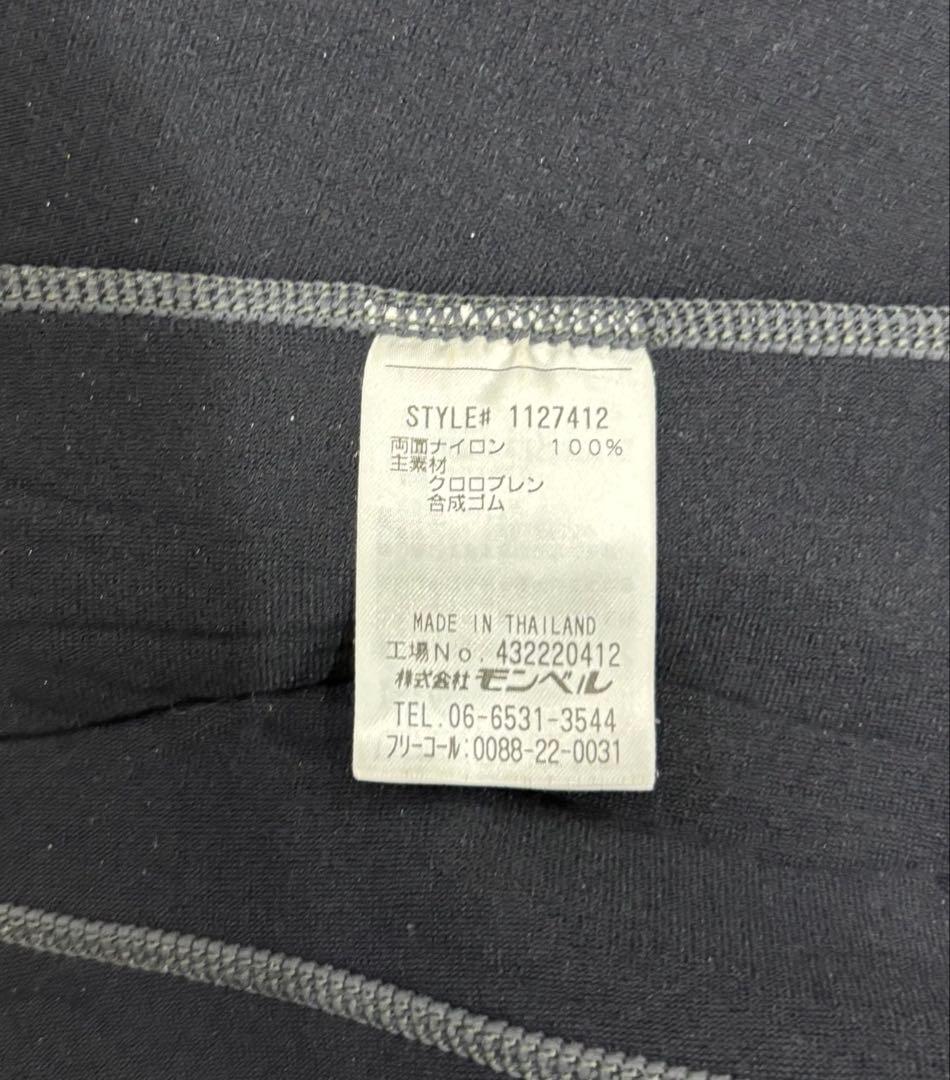 STYLE# 1127412
両面ナイロン 100%
主素材
クロロプレン
合成ゴム
MADE IN THAILAND
工場No. 432220412
株式会社モンベル
TEL.06-6531-3544
フリーコール:0088-22-0031